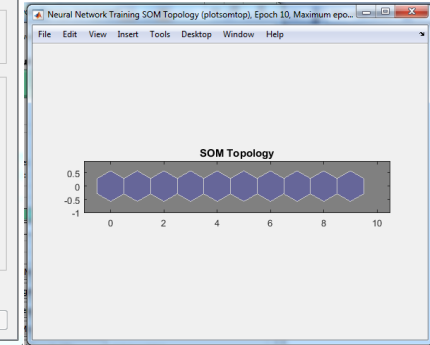 Neural Network Training SOM Topology (plotsomtop), Epoch 10, Maximum epo...
File Edit View Insert Tools Desktop Window Help
SOM Topology
0.5
0
-0.5
-1
0 2 4 6 8 10